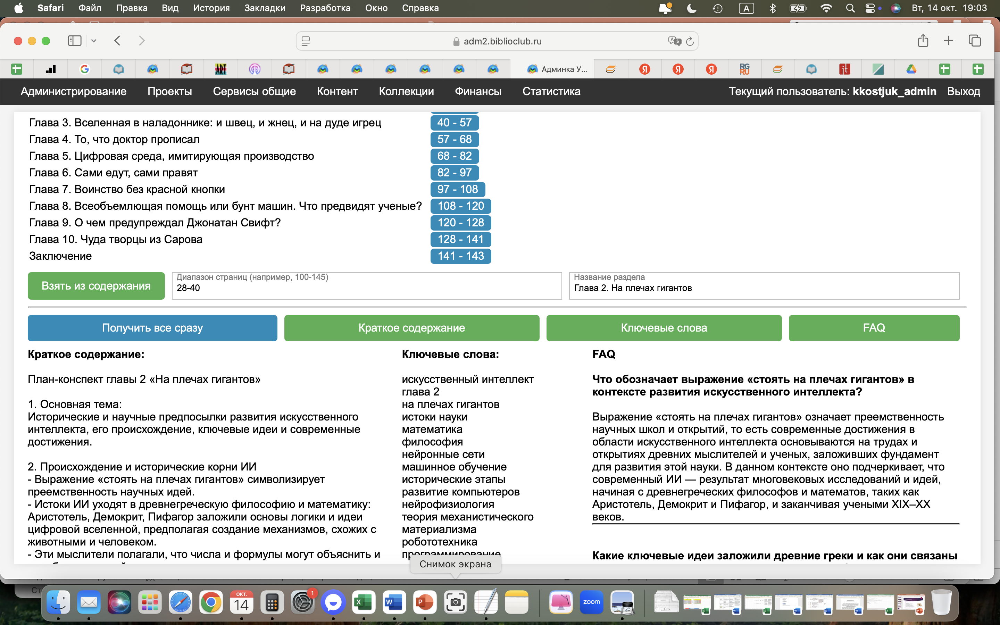 Safari Файл Правка Вид История Закладки Разработка Окно Справка A Вт, 14 окт. 19:03
adm2.biblioclub.ru
Админка У...
Администрирование Проекты Сервисы общие Контент Коллекции Финансы Статистика Текущий пользователь: kkostjuk_admin Выход
Глава 3. Вселенная в наладоннике: и швец, и жнец, и на дуде игрец 40 - 57
Глава 4. То, что доктор прописал 57 - 68
Глава 5. Цифровая среда, имитирующая производство 68 - 82
Глава 6. Сами едут, сами правят 82 - 97
Глава 7. Воинство без красной кнопки 97 - 108
Глава 8. Всеобъемлющая помощь или бунт машин. Что предвидят ученые? 108 - 120
Глава 9. О чем предупреждал Джонатан Свифт? 120 - 128
Глава 10. Чуда творцы из Сарова 128 - 141
Заключение 141 - 143
Взять из содержания
Диапазон страниц (например, 100-145)
28-40
Название раздела
Глава 2. На плечах гигантов
Получить все сразу Краткое содержание Ключевые слова FAQ
Краткое содержание:
План-конспект главы 2 «На плечах гигантов»
1. Основная тема:
Исторические и научные предпосылки развития искусственного
интеллекта, его происхождение, ключевые идеи и современные
достижения.
2. Происхождение и исторические корни ИИ
- Выражение «стоять на плечах гигантов» символизирует
преемственность научных идей.
- Истоки ИИ уходят в древнегреческую философию и математику:
Аристотель, Демокрит, Пифагор заложили основы логики и идеи
цифровой вселенной, предполагая создание механизмов, схожих с
животными и человеком.
- Эти мыслители полагали, что числа и формулы могут объяснить и
Ключевые слова:
искусственный интеллект
глава 2
на плечах гигантов
истоки науки
математика
философия
нейронные сети
машинное обучение
исторические этапы
развитие компьютеров
нейрофизиология
теория механистического
материализма
робототехника
программирование
FAQ
Что обозначает выражение «стоять на плечах гигантов» в
контексте развития искусственного интеллекта?
Выражение «стоять на плечах гигантов» означает преемственность
научных школ и открытий, то есть современные достижения в
области искусственного интеллекта основываются на трудах и
открытиях древних мыслителей и ученых, заложивших фундамент
для развития этой науки. В данном контексте оно подчеркивает, что
современный ИИ — результат многовековых исследований и идей,
начиная с древнегреческих философов и математов, таких как
Аристотель, Демокрит и Пифагор, и заканчивая учеными XIX–XX
веков.
Какие ключевые идеи заложили древние греки и как они связаны
Снимок экрана
ОКТ.
14
1
zoom
XLS